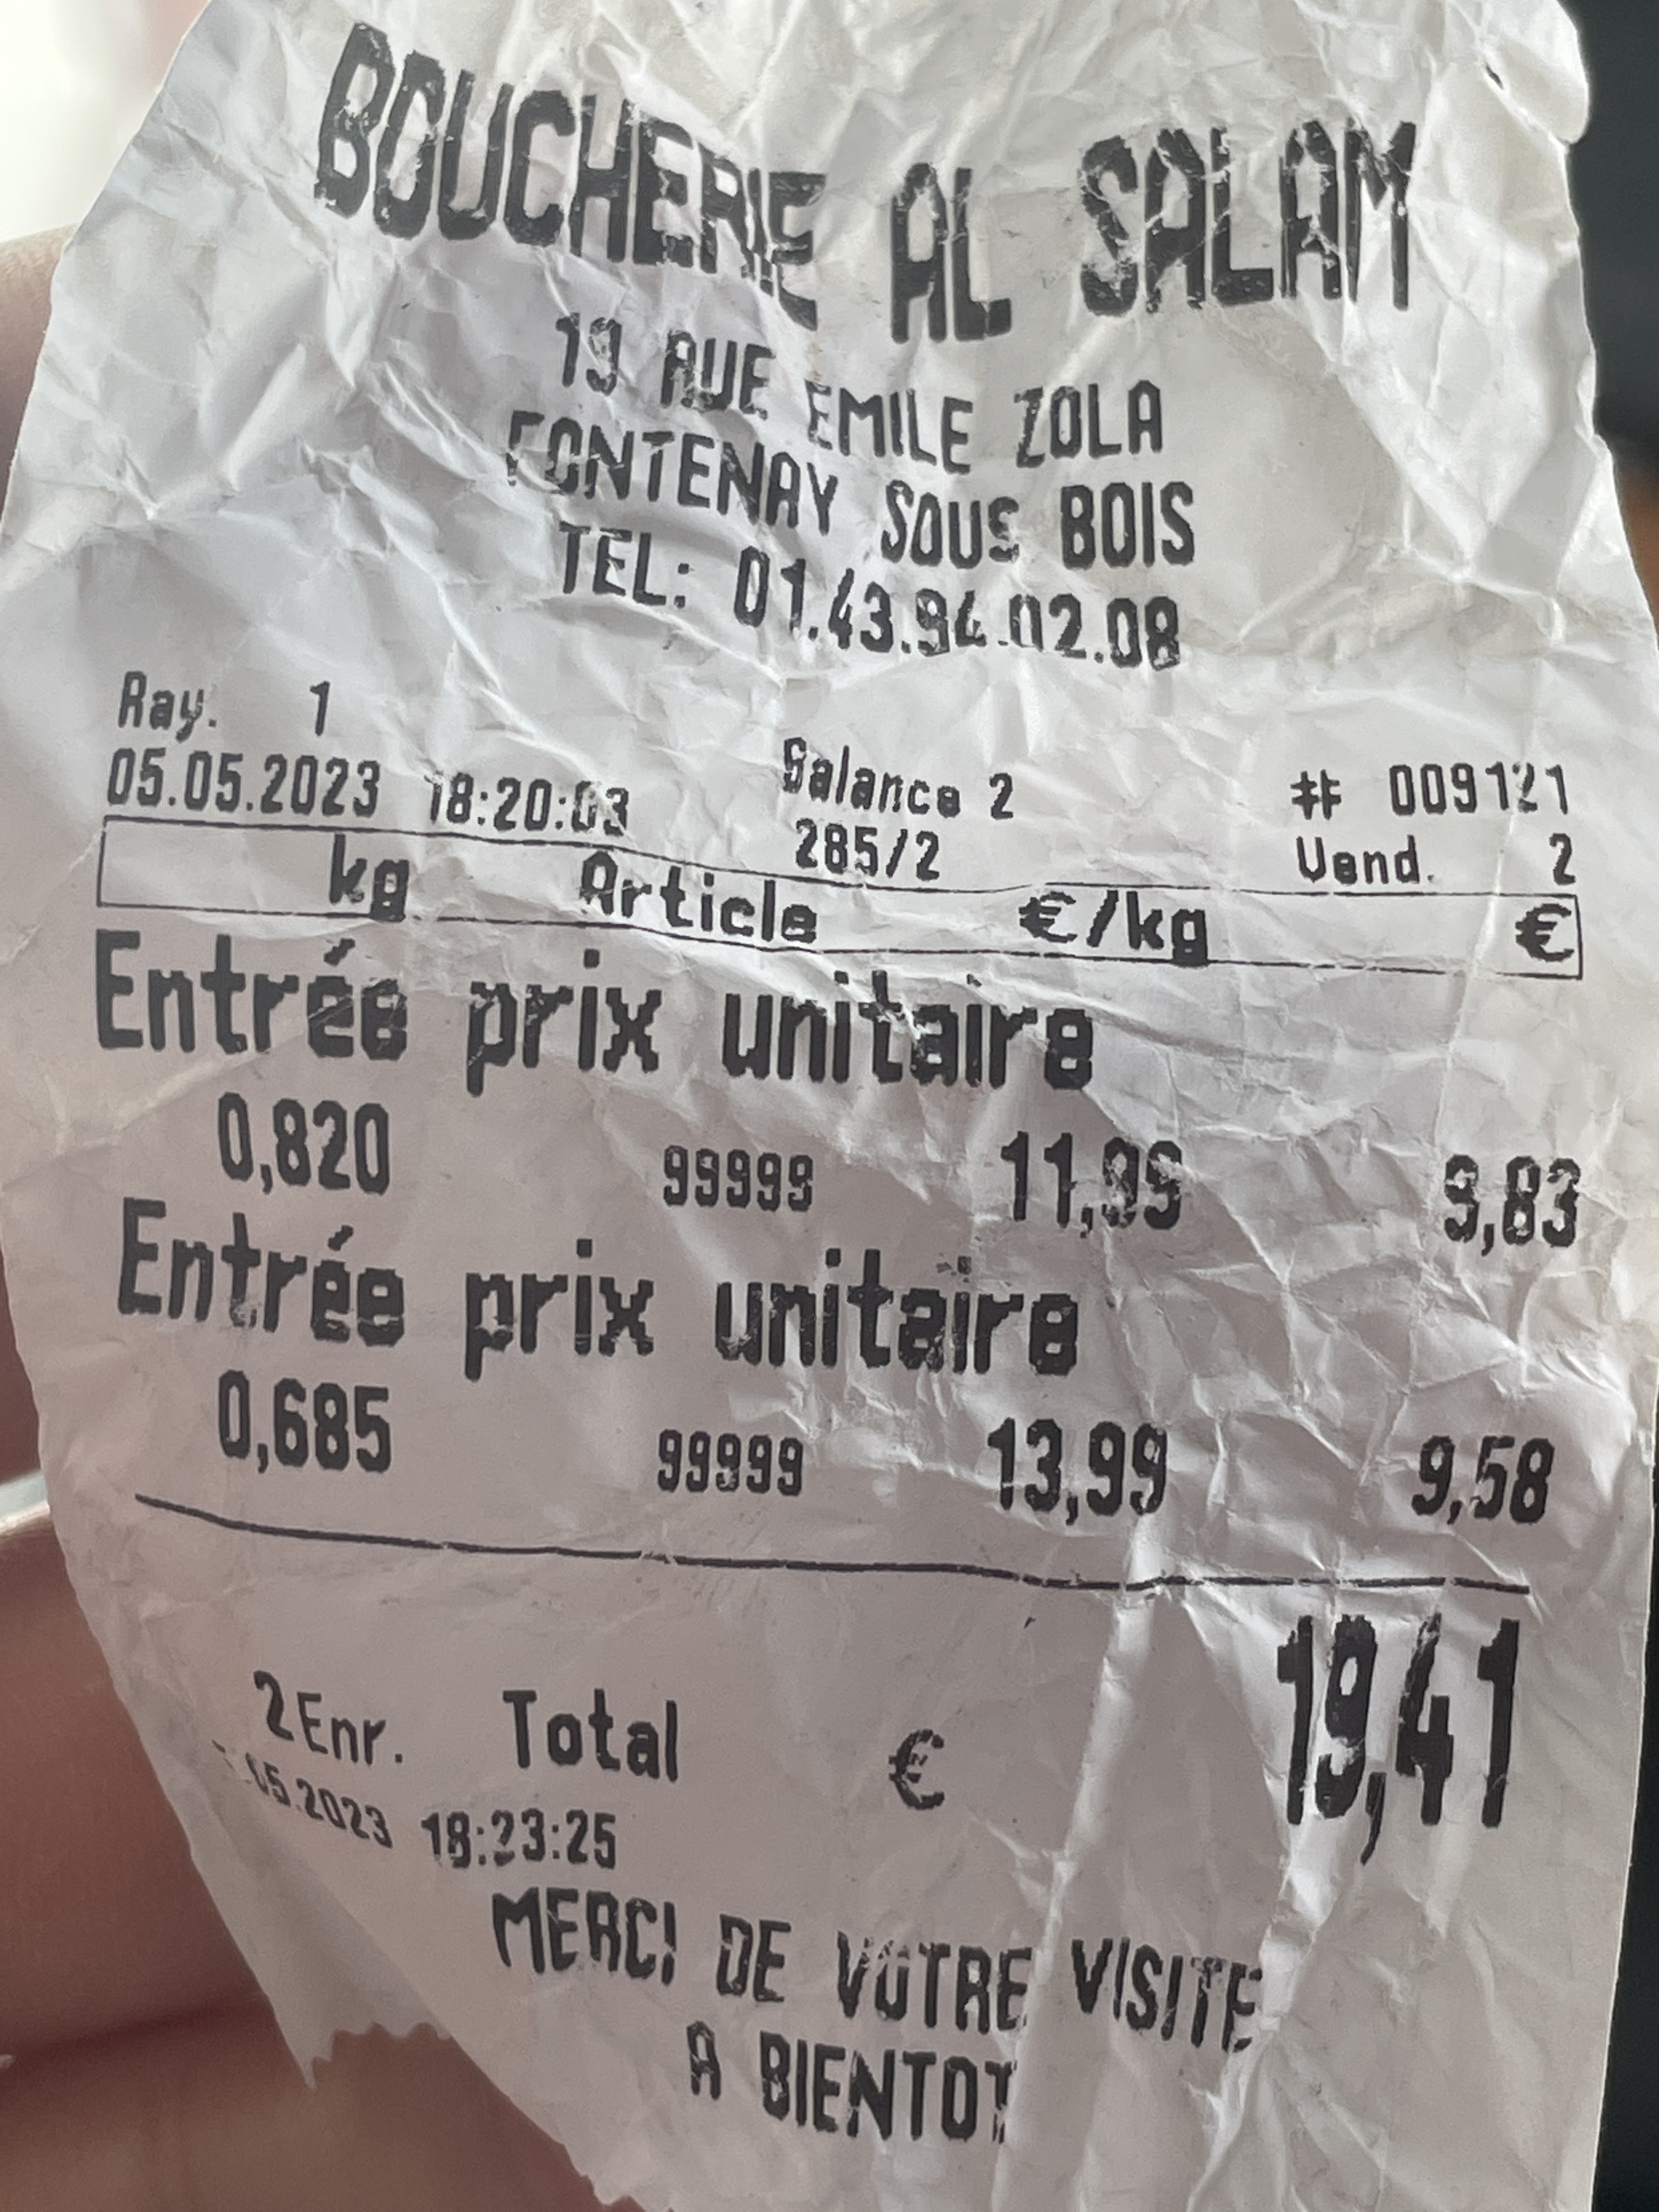 BOUCHERIE AL SALAM
19 RUE EMILE ZOLA
FONTENAY SOUS BOIS
TEL: 01.43.94.02.08
Ray. 1 Balance 2 # 009121
05.05.2023 18:20:03 285/2 Vend. 2
kg Article €/kg €
Entrée prix unitaire
0,820 99999 11,99 9,83
Entrée prix unitaire
0,685 99999 13,99 9,58
2Enr. Total € 19,41
.05.2023 18:23:25
MERCI DE VOTRE VISITE
A BIENTOT